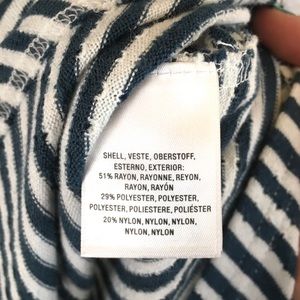 SHELL, VESTE, OBERSTOFF,
ESTERNO, EXTERIOR:
51% RAYON, RAYONNE, REYON,
RAYON, RAYÓN
29% POLYESTER, POLYESTER,
POLYESTER, POLIESTERE, POLIÉSTER
20% NYLON, NYLON, NYLON,
NYLON, NYLON